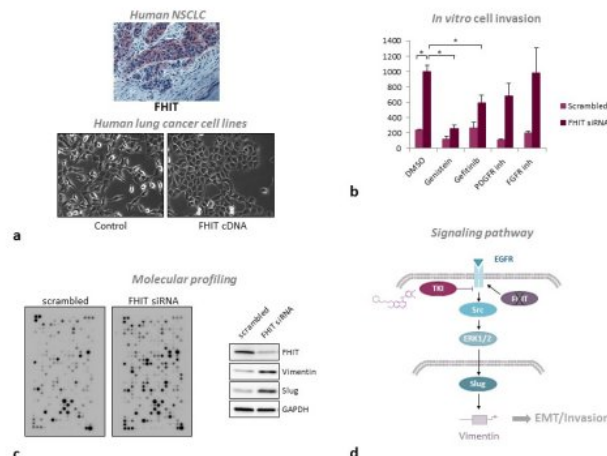 Human NSCLC
FHIT
Human lung cancer cell lines
Control
FHIT cDNA
a
In vitro cell invasion
1400
1200
1000
800
600
400
200
0
*
*
*
DMSO
Genistein
Gefitinib
PDGFR inh
FGFR inh
Scrambled
FHIT siRNA
b
Molecular profiling
scrambled
FHIT siRNA
scrambled
FHIT siRNA
FHIT
Vimentin
Slug
GAPDH
c
Signaling pathway
EGFR
TKI
FHIT
Src
ERK1/2
Slug
Vimentin
EMT/Invasion
d